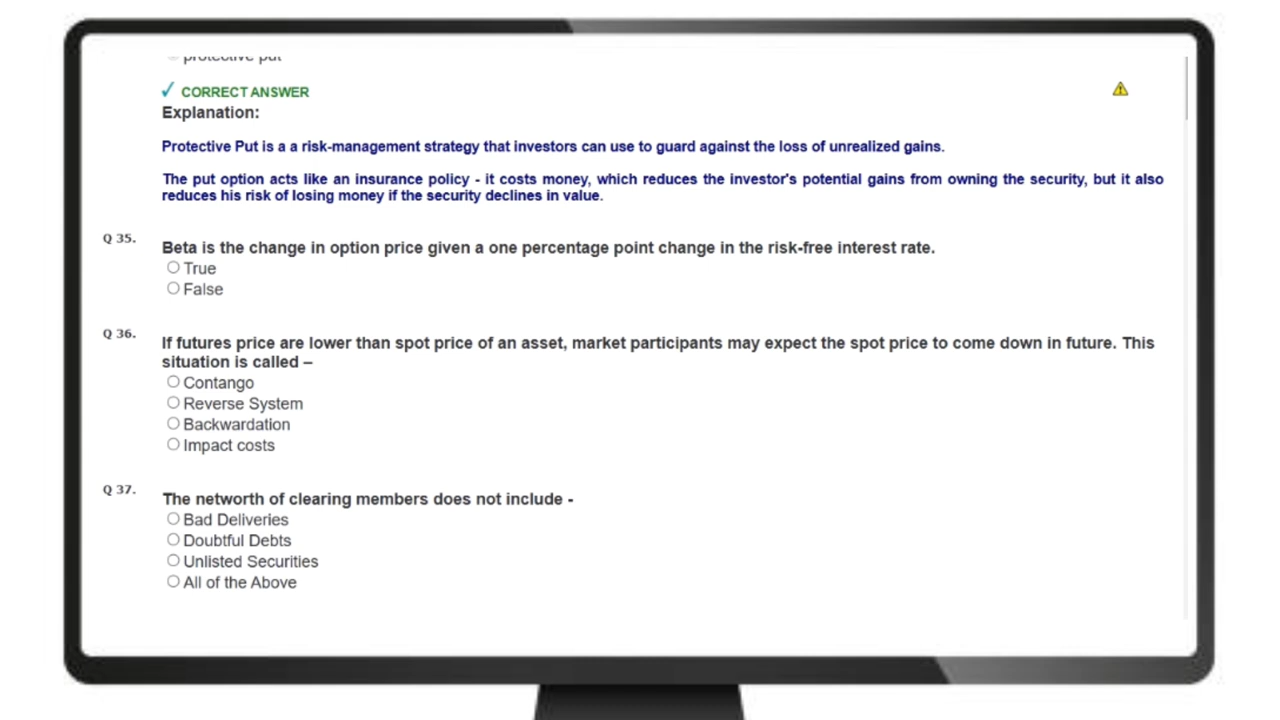 protective put
✓ CORRECT ANSWER
Explanation:
Protective Put is a a risk-management strategy that investors can use to guard against the loss of unrealized gains.
The put option acts like an insurance policy - it costs money, which reduces the investor's potential gains from owning the security, but it also
reduces his risk of losing money if the security declines in value.
Q 35. Beta is the change in option price given a one percentage point change in the risk-free interest rate.
True
False
Q 36. If futures price are lower than spot price of an asset, market participants may expect the spot price to come down in future. This
situation is called –
Contango
Reverse System
Backwardation
Impact costs
Q 37. The networth of clearing members does not include -
Bad Deliveries
Doubtful Debts
Unlisted Securities
All of the Above